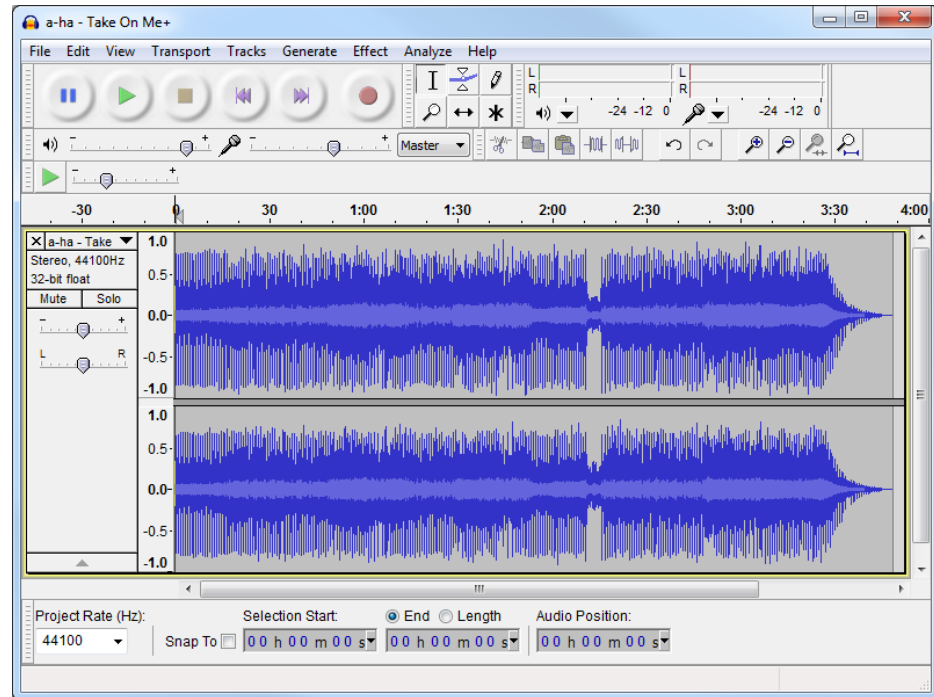 a-ha - Take On Me+
File Edit View Transport Tracks Generate Effect Analyze Help
L
R
-24 -12 0
L
R
-24 -12 0
- +
- +
Master
- +
-30 0 30 1:00 1:30 2:00 2:30 3:00 3:30 4:00
X a-ha - Take
Stereo, 44100Hz
32-bit float
Mute Solo
- +
L R
1.0
0.5-
0.0-
-0.5-
-1.0
1.0
0.5-
0.0-
-0.5-
-1.0
Project Rate (Hz): Selection Start: End Length Audio Position:
44100 Snap To 00 h 00 m 00 s 00 h 00 m 00 s 00 h 00 m 00 s